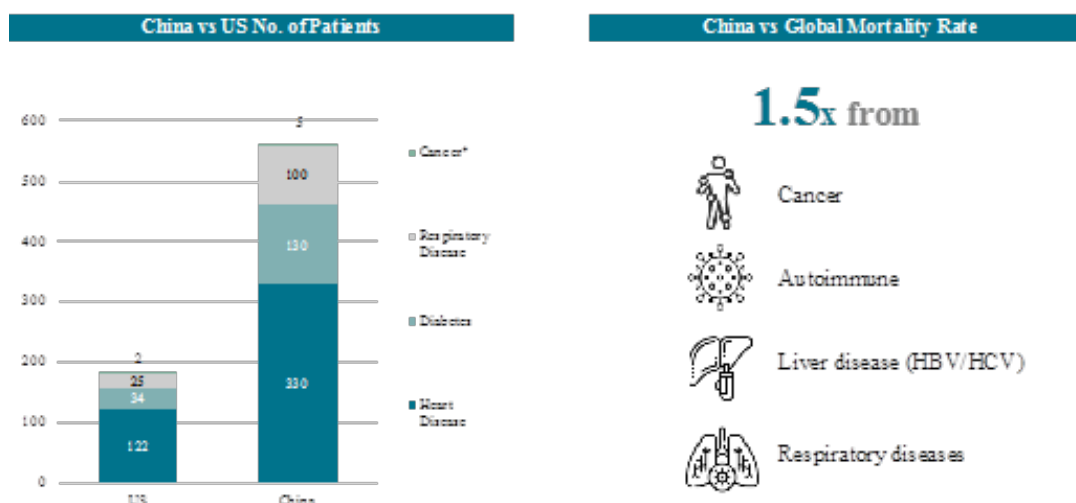 China vs US No. of Patients
600
500
400
300
200
100
0
2
25
34
122
5
100
130
330
US
China
Cancer*
Respiratory
Disease
Diabetes
Heart
Disease
China vs Global Mortality Rate
1.5x from
Cancer
Autoimmune
Liver disease (HBV/HCV)
Respiratory diseases